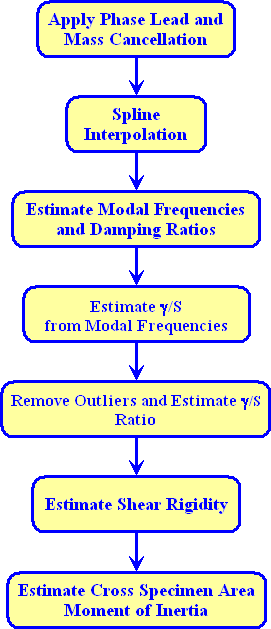 Apply Phase Lead and
Mass Cancellation
Spline
Interpolation
Estimate Modal Frequencies
and Damping Ratios
Estimate γ/S
from Modal Frequencies
Remove Outliers and Estimate γ/S
Ratio
Estimate Shear Rigidity
Estimate Cross Specimen Area
Moment of Inertia